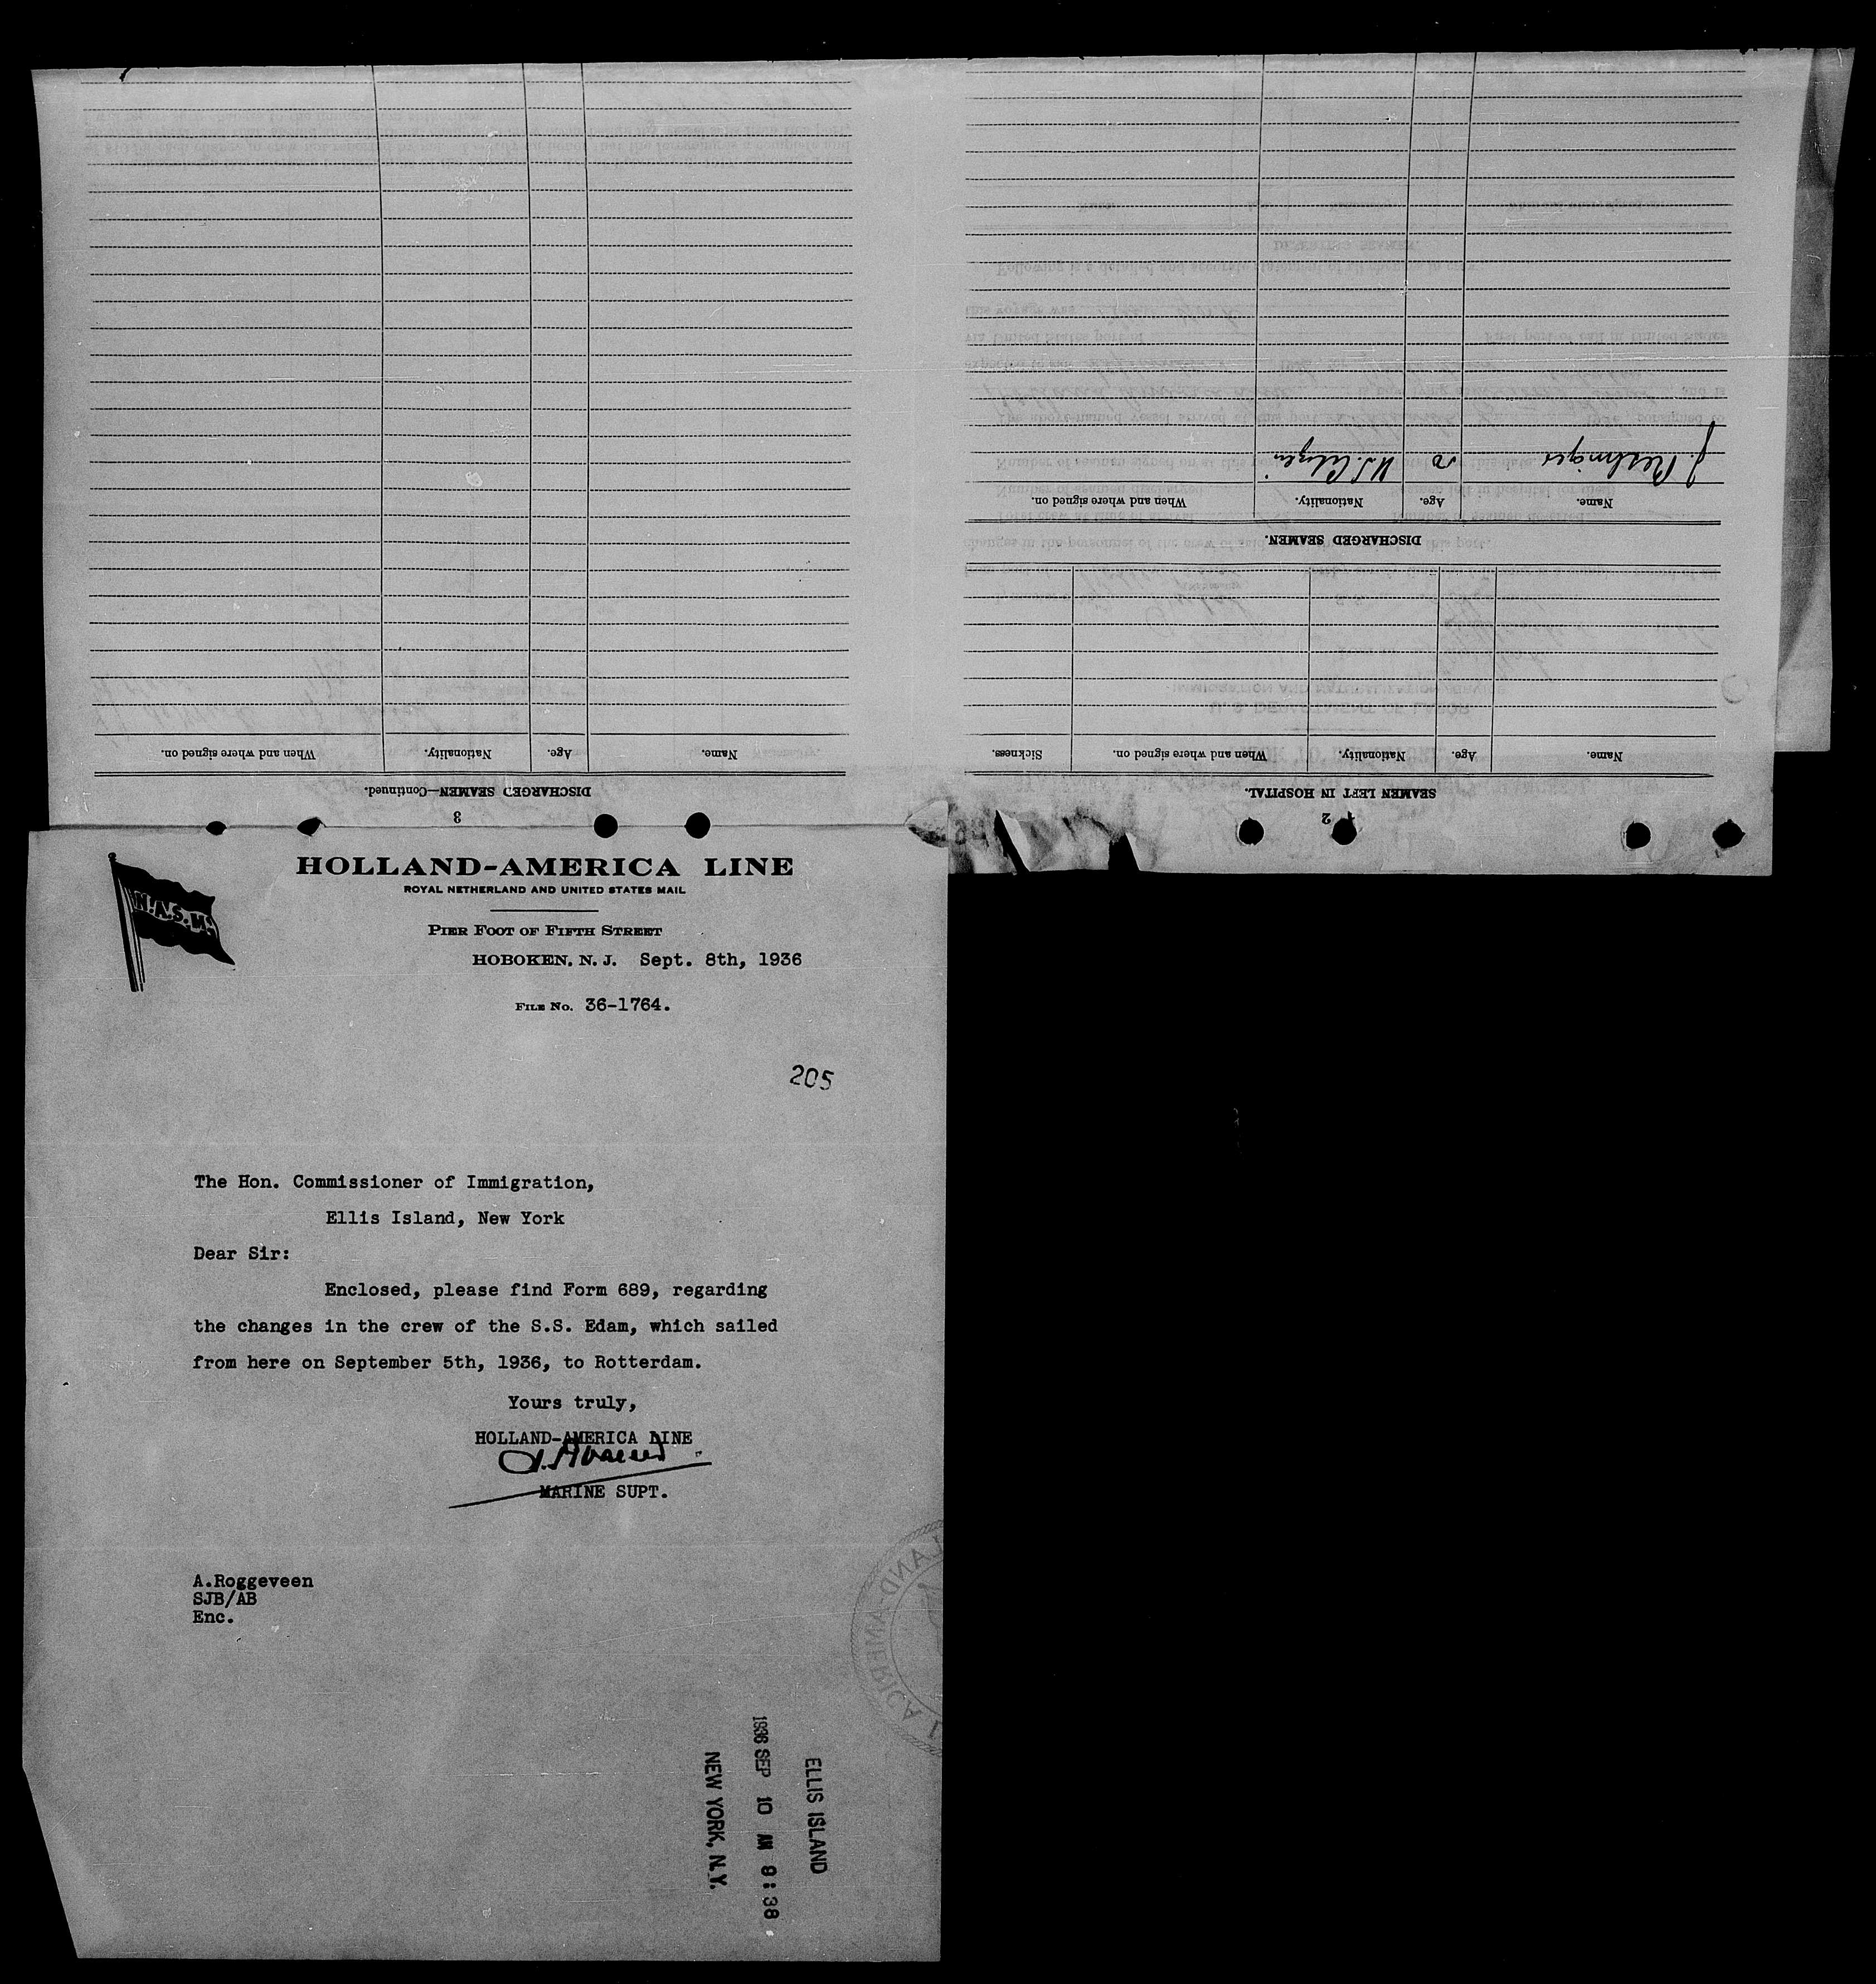 3
DISCHARGED SEAMEN—Continued.
Name. Age. Nationality. When and where signed on.
2
SEAMEN LEFT IN HOSPITAL.
Name. Age. Nationality. When and where signed on. Sickness.
DISCHARGED SEAMEN.
Name. Age. Nationality. When and where signed on.
J. 50 U.S. Citizen
N.A.S.M.
HOLLAND-AMERICA LINE
ROYAL NETHERLAND AND UNITED STATES MAIL
PIER FOOT OF FIFTH STREET
HOBOKEN, N. J. Sept. 8th, 1936
FILE No. 36-1764.
205
The Hon. Commissioner of Immigration,
Ellis Island, New York
Dear Sir:
Enclosed, please find Form 689, regarding
the changes in the crew of the S.S. Edam, which sailed
from here on September 5th, 1936, to Rotterdam.
Yours truly,
HOLLAND-AMERICA LINE
MARINE SUPT.
A.Roggeveen
SJB/AB
Enc.
ELLIS ISLAND
1936 SEP 10 AM 9:38
NEW YORK, N.Y.